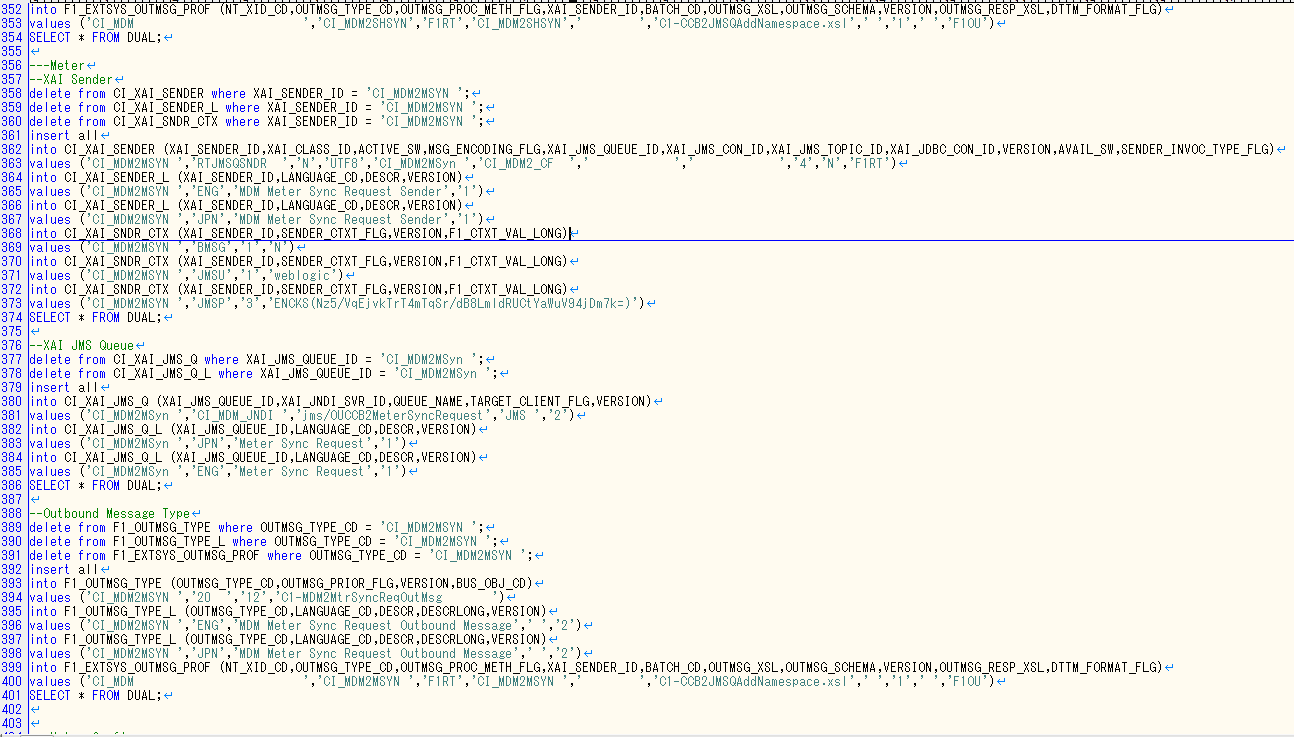 352 into F1_EXTSYS_OUTMSG_PROF (NT_XID_CD,OUTMSG_TYPE_CD,OUTMSG_PROC_METH_FLG,XAI_SENDER_ID,BATCH_CD,OUTMSG_XSL,OUTMSG_SCHEMA,VERSION,OUTMSG_RESP_XSL,DTTM_FORMAT_FLG)
353 values ('CI_MDM                        ','CI_MDM2SHSYN','F1RT','CI_MDM2SHSYN','        ','C1-CCB2JMSQAddNamespace.xsl',' ','1',' ','F1OU')
354 SELECT * FROM DUAL;
355
356 ---Meter
357 --XAI Sender
358 delete from CI_XAI_SENDER where XAI_SENDER_ID = 'CI_MDM2MSYN ';
359 delete from CI_XAI_SENDER_L where XAI_SENDER_ID = 'CI_MDM2MSYN ';
360 delete from CI_XAI_SNDR_CTX where XAI_SENDER_ID = 'CI_MDM2MSYN ';
361 insert all
362 into CI_XAI_SENDER (XAI_SENDER_ID,XAI_CLASS_ID,ACTIVE_SW,MSG_ENCODING_FLG,XAI_JMS_QUEUE_ID,XAI_JMS_CON_ID,XAI_JMS_TOPIC_ID,XAI_JDBC_CON_ID,VERSION,AVAIL_SW,SENDER_INVOC_TYPE_FLG)
363 values ('CI_MDM2MSYN ','RTJMSQSNDR  ','N','UTF8','CI_MDM2MSyn ','CI_MDM2_CF  ','            ','            ','4','N','F1RT')
364 into CI_XAI_SENDER_L (XAI_SENDER_ID,LANGUAGE_CD,DESCR,VERSION)
365 values ('CI_MDM2MSYN ','ENG','MDM Meter Sync Request Sender','1')
366 into CI_XAI_SENDER_L (XAI_SENDER_ID,LANGUAGE_CD,DESCR,VERSION)
367 values ('CI_MDM2MSYN ','JPN','MDM Meter Sync Request Sender','1')
368 into CI_XAI_SNDR_CTX (XAI_SENDER_ID,SENDER_CTXT_FLG,VERSION,F1_CTXT_VAL_LONG)
369 values ('CI_MDM2MSYN ','BMSG','1','N')
370 into CI_XAI_SNDR_CTX (XAI_SENDER_ID,SENDER_CTXT_FLG,VERSION,F1_CTXT_VAL_LONG)
371 values ('CI_MDM2MSYN ','JMSU','1','weblogic')
372 into CI_XAI_SNDR_CTX (XAI_SENDER_ID,SENDER_CTXT_FLG,VERSION,F1_CTXT_VAL_LONG)
373 values ('CI_MDM2MSYN ','JMSP','3','ENCKS(Nz5/VqEjvkTrT4mTqSr/dB8LmIdRUCtYaWuV94jDm7k=)')
374 SELECT * FROM DUAL;
375
376 --XAI JMS Queue
377 delete from CI_XAI_JMS_Q where XAI_JMS_QUEUE_ID = 'CI_MDM2MSyn ';
378 delete from CI_XAI_JMS_Q_L where XAI_JMS_QUEUE_ID = 'CI_MDM2MSyn ';
379 insert all
380 into CI_XAI_JMS_Q (XAI_JMS_QUEUE_ID,XAI_JNDI_SVR_ID,QUEUE_NAME,TARGET_CLIENT_FLG,VERSION)
381 values ('CI_MDM2MSyn ','CI_MDM_JNDI ','jms/OUCCB2MeterSyncRequest','JMS ','2')
382 into CI_XAI_JMS_Q_L (XAI_JMS_QUEUE_ID,LANGUAGE_CD,DESCR,VERSION)
383 values ('CI_MDM2MSyn ','JPN','Meter Sync Request','1')
384 into CI_XAI_JMS_Q_L (XAI_JMS_QUEUE_ID,LANGUAGE_CD,DESCR,VERSION)
385 values ('CI_MDM2MSyn ','ENG','Meter Sync Request','1')
386 SELECT * FROM DUAL;
387
388 --Outbound Message Type
389 delete from F1_OUTMSG_TYPE where OUTMSG_TYPE_CD = 'CI_MDM2MSYN ';
390 delete from F1_OUTMSG_TYPE_L where OUTMSG_TYPE_CD = 'CI_MDM2MSYN ';
391 delete from F1_EXTSYS_OUTMSG_PROF where OUTMSG_TYPE_CD = 'CI_MDM2MSYN ';
392 insert all
393 into F1_OUTMSG_TYPE (OUTMSG_TYPE_CD,OUTMSG_PRIOR_FLG,VERSION,BUS_OBJ_CD)
394 values ('CI_MDM2MSYN ','20  ','12','C1-MDM2MtrSyncReqOutMsg       ')
395 into F1_OUTMSG_TYPE_L (OUTMSG_TYPE_CD,LANGUAGE_CD,DESCR,DESCRLONG,VERSION)
396 values ('CI_MDM2MSYN ','ENG','MDM Meter Sync Request Outbound Message',' ','2')
397 into F1_OUTMSG_TYPE_L (OUTMSG_TYPE_CD,LANGUAGE_CD,DESCR,DESCRLONG,VERSION)
398 values ('CI_MDM2MSYN ','JPN','MDM Meter Sync Request Outbound Message',' ','2')
399 into F1_EXTSYS_OUTMSG_PROF (NT_XID_CD,OUTMSG_TYPE_CD,OUTMSG_PROC_METH_FLG,XAI_SENDER_ID,BATCH_CD,OUTMSG_XSL,OUTMSG_SCHEMA,VERSION,OUTMSG_RESP_XSL,DTTM_FORMAT_FLG)
400 values ('CI_MDM                        ','CI_MDM2MSYN ','F1RT','CI_MDM2MSYN ','        ','C1-CCB2JMSQAddNamespace.xsl',' ','1',' ','F1OU')
401 SELECT * FROM DUAL;
402
403